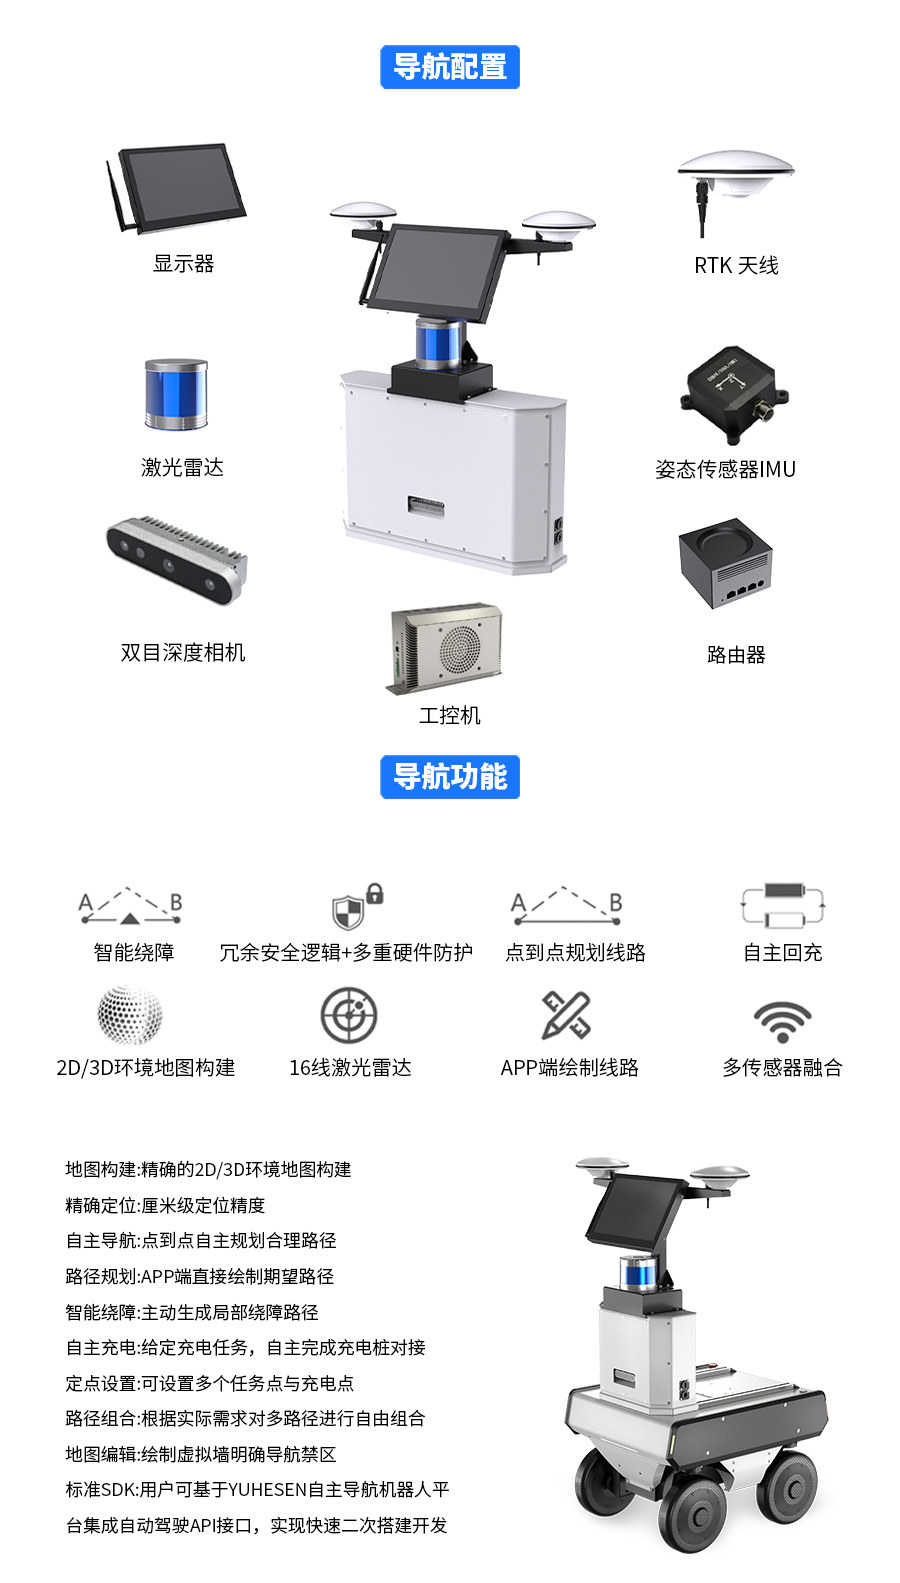 导航配置
显示器
RTK 天线
激光雷达
姿态传感器IMU
双目深度相机
路由器
工控机
导航功能
A B
A B
智能绕障
冗余安全逻辑+多重硬件防护
点到点规划线路
自主回充
2D/3D环境地图构建
16线激光雷达
APP端绘制线路
多传感器融合
地图构建:精确的2D/3D环境地图构建
精确定位:厘米级定位精度
自主导航:点到点自主规划合理路径
路径规划:APP端直接绘制期望路径
智能绕障:主动生成局部绕障路径
自主充电:给定充电任务，自主完成充电桩对接
定点设置:可设置多个任务点与充电点
路径组合:根据实际需求对多路径进行自由组合
地图编辑:绘制虚拟墙明确导航禁区
标准SDK:用户可基于YUHESEN自主导航机器人平
台集成自动驾驶API接口，实现快速二次搭建开发